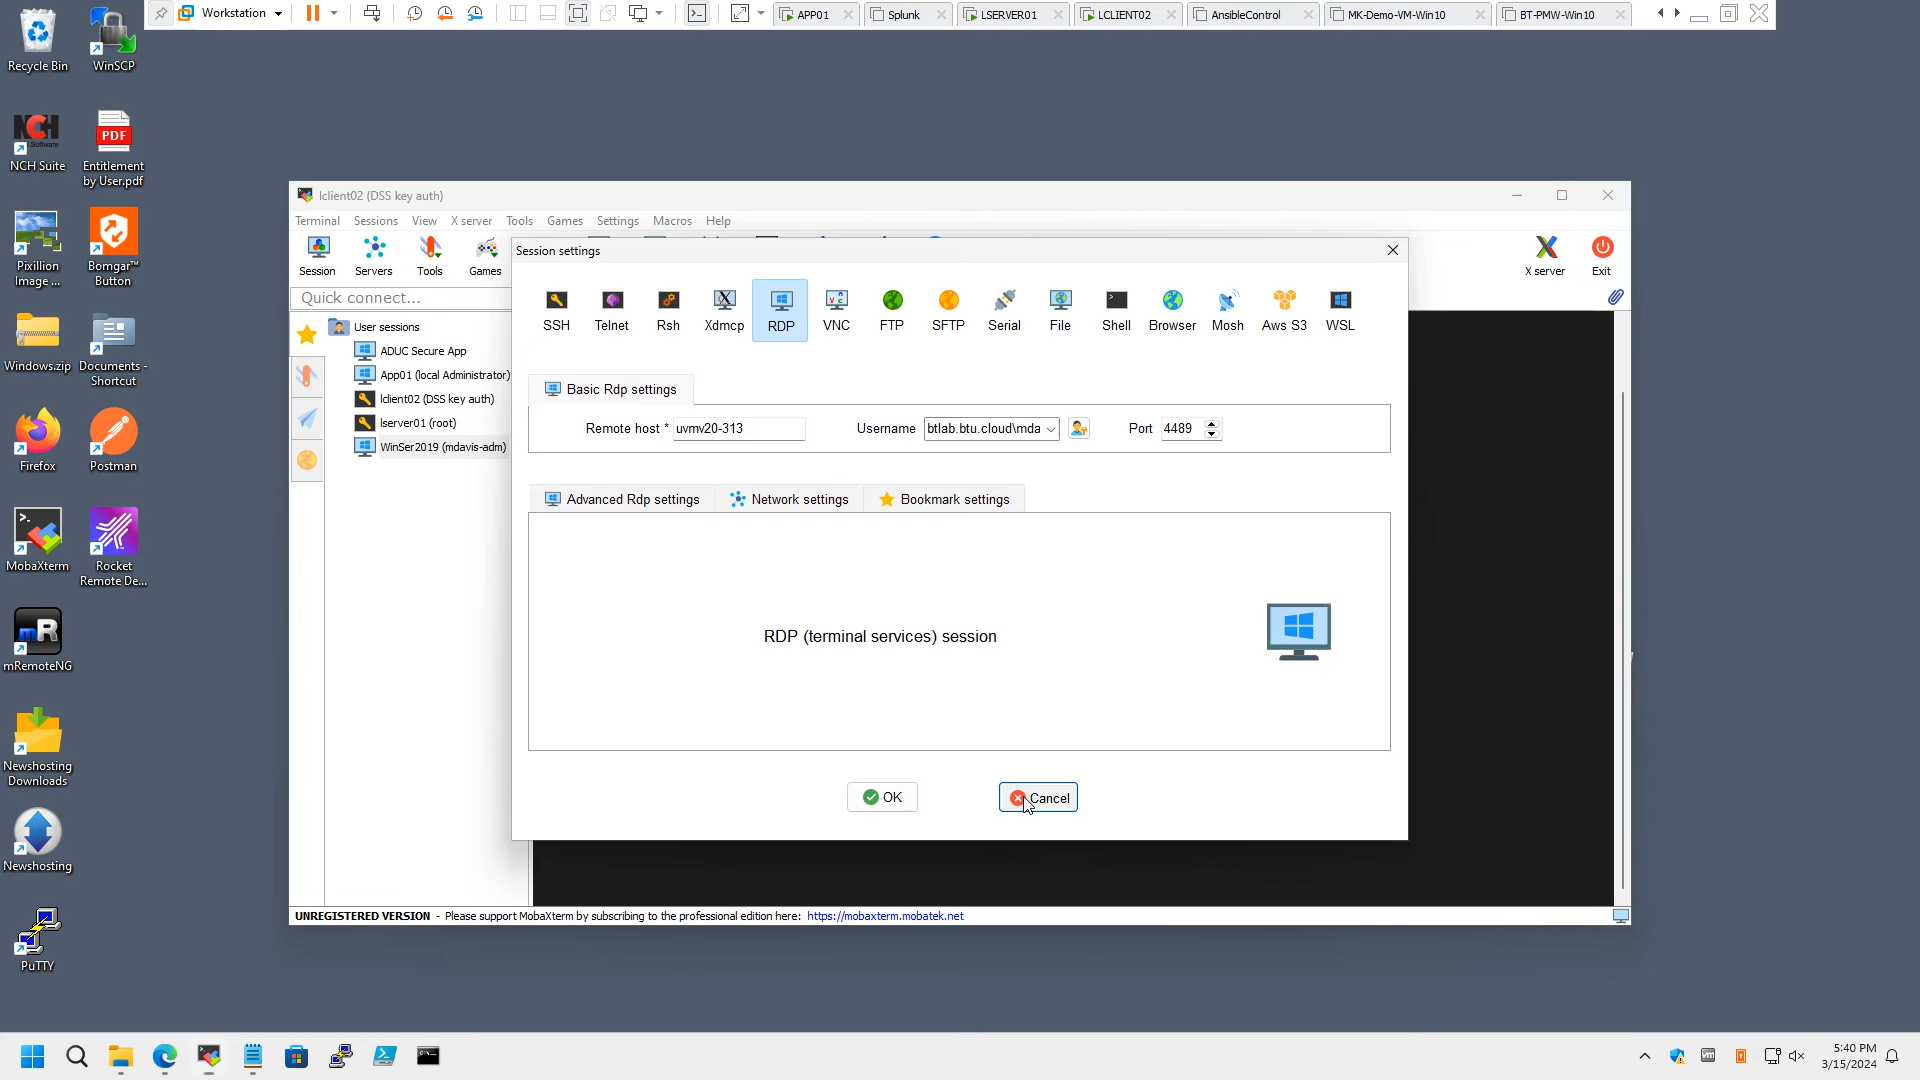 Workstation
APP01
Splunk
LSERVER01
LCLIENT02
AnsibleControl
MK-Demo-VM-Win10
BT-PMW-Win10
Recycle Bin
WinSCP
NCH Suite
Entitlement
by User.pdf
PDF
Pixillion
Image ...
Bomgar™
Button
Windows.zip
Documents -
Shortcut
Firefox
Postman
MobaXterm
Rocket
Remote De...
mRemoteNG
Newshosting
Downloads
Newshosting
PuTTY
lclient02 (DSS key auth)
Terminal
Sessions
View
X server
Tools
Games
Settings
Macros
Help
Session
Servers
Tools
Games
X server
Exit
Quick connect...
User sessions
ADUC Secure App
App01 (local Administrator)
lclient02 (DSS key auth)
lserver01 (root)
WinSer2019 (mdavis-adm)
Session settings
SSH
Telnet
Rsh
Xdmcp
RDP
VNC
FTP
SFTP
Serial
File
Shell
Browser
Mosh
Aws S3
WSL
Basic Rdp settings
Remote host * uvmv20-313
Username btlab.btu.cloud\mda
Port 4489
Advanced Rdp settings
Network settings
Bookmark settings
RDP (terminal services) session
OK
Cancel
UNREGISTERED VERSION - Please support MobaXterm by subscribing to the professional edition here: https://mobaxterm.mobatek.net
5:40 PM
3/15/2024